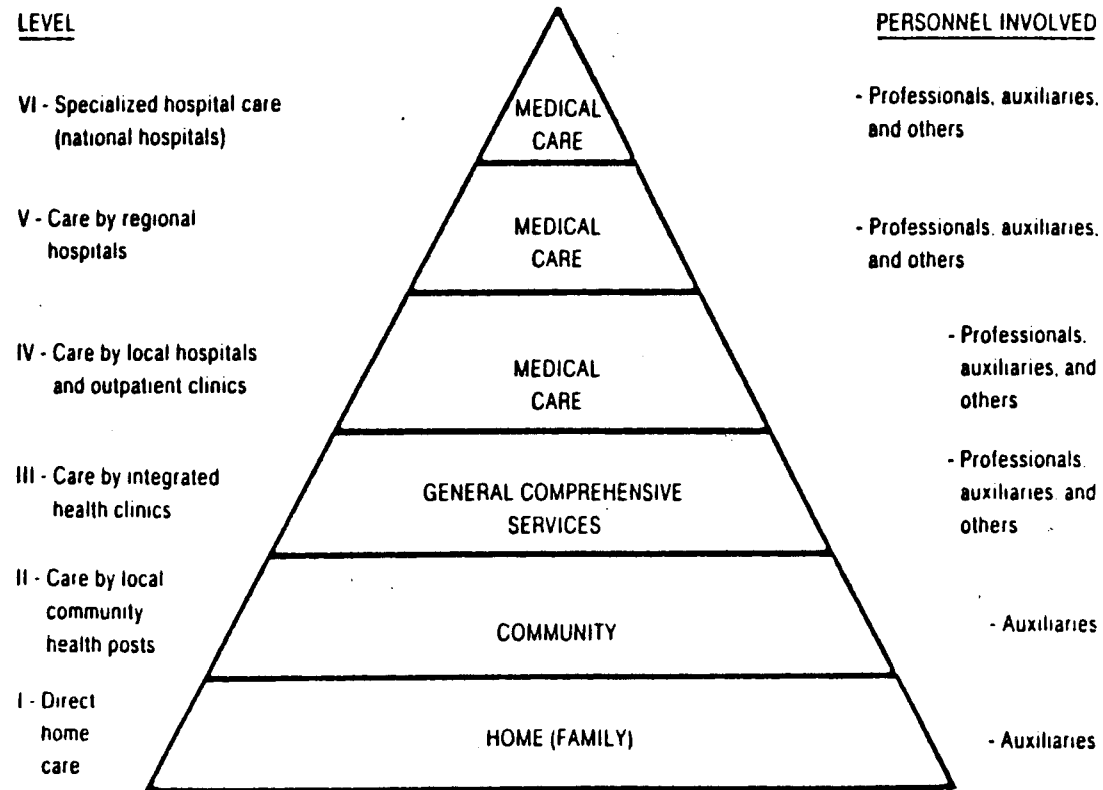 LEVEL
PERSONNEL INVOLVED
VI - Specialized hospital care
(national hospitals)
MEDICAL
CARE
- Professionals, auxiliaries,
and others
V - Care by regional
hospitals
MEDICAL
CARE
- Professionals, auxiliaries,
and others
IV - Care by local hospitals
and outpatient clinics
MEDICAL
CARE
- Professionals,
auxiliaries, and
others
III - Care by integrated
health clinics
GENERAL COMPREHENSIVE
SERVICES
- Professionals,
auxiliaries, and
others
II - Care by local
community
health posts
COMMUNITY
- Auxiliaries
I - Direct
home
care
HOME (FAMILY)
- Auxiliaries